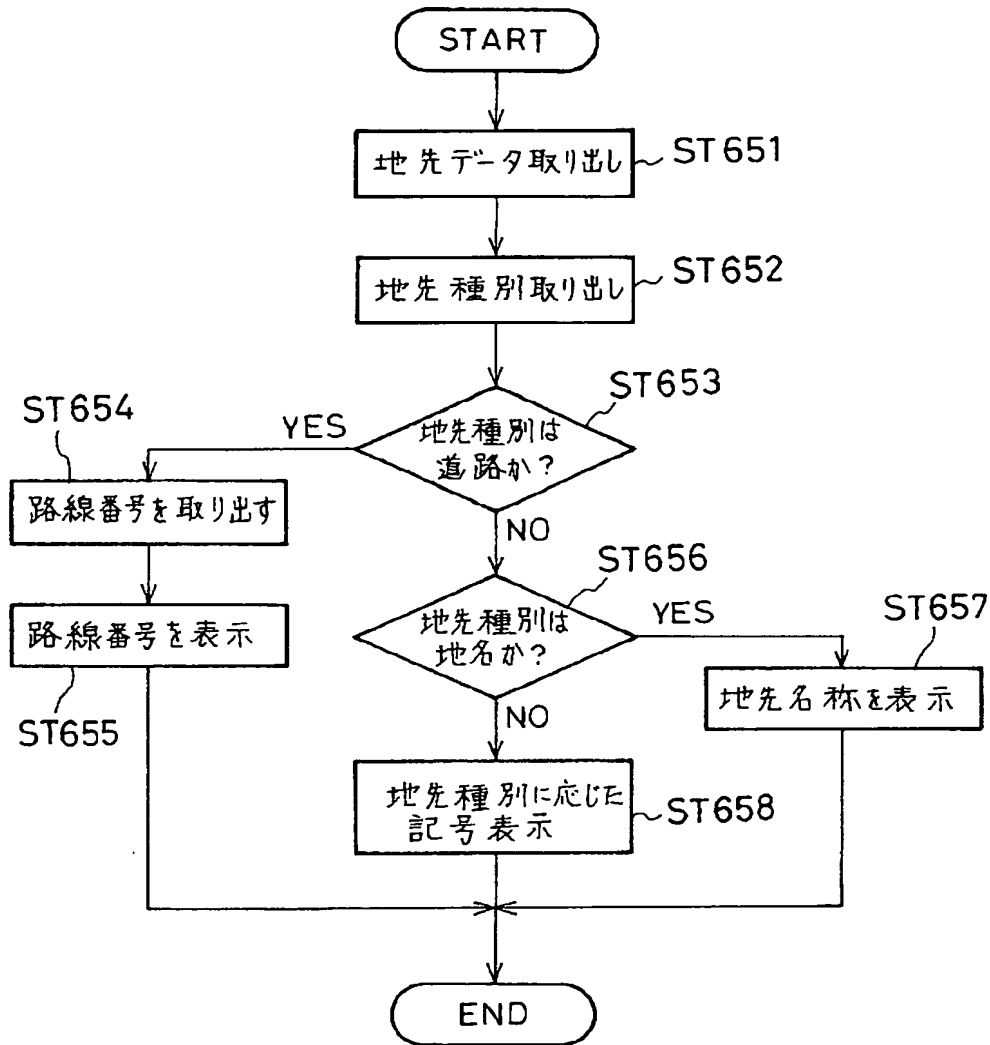 START
地先データ取り出し
ST651
地先種別取り出し
ST652
ST653
地先種別は
道路か?
YES
ST654
路線番号を取り出す
路線番号を表示
ST655
NO
ST656
地先種別は
地名か?
YES
ST657
地先名称を表示
NO
地先種別に応じた
記号表示
ST658
END